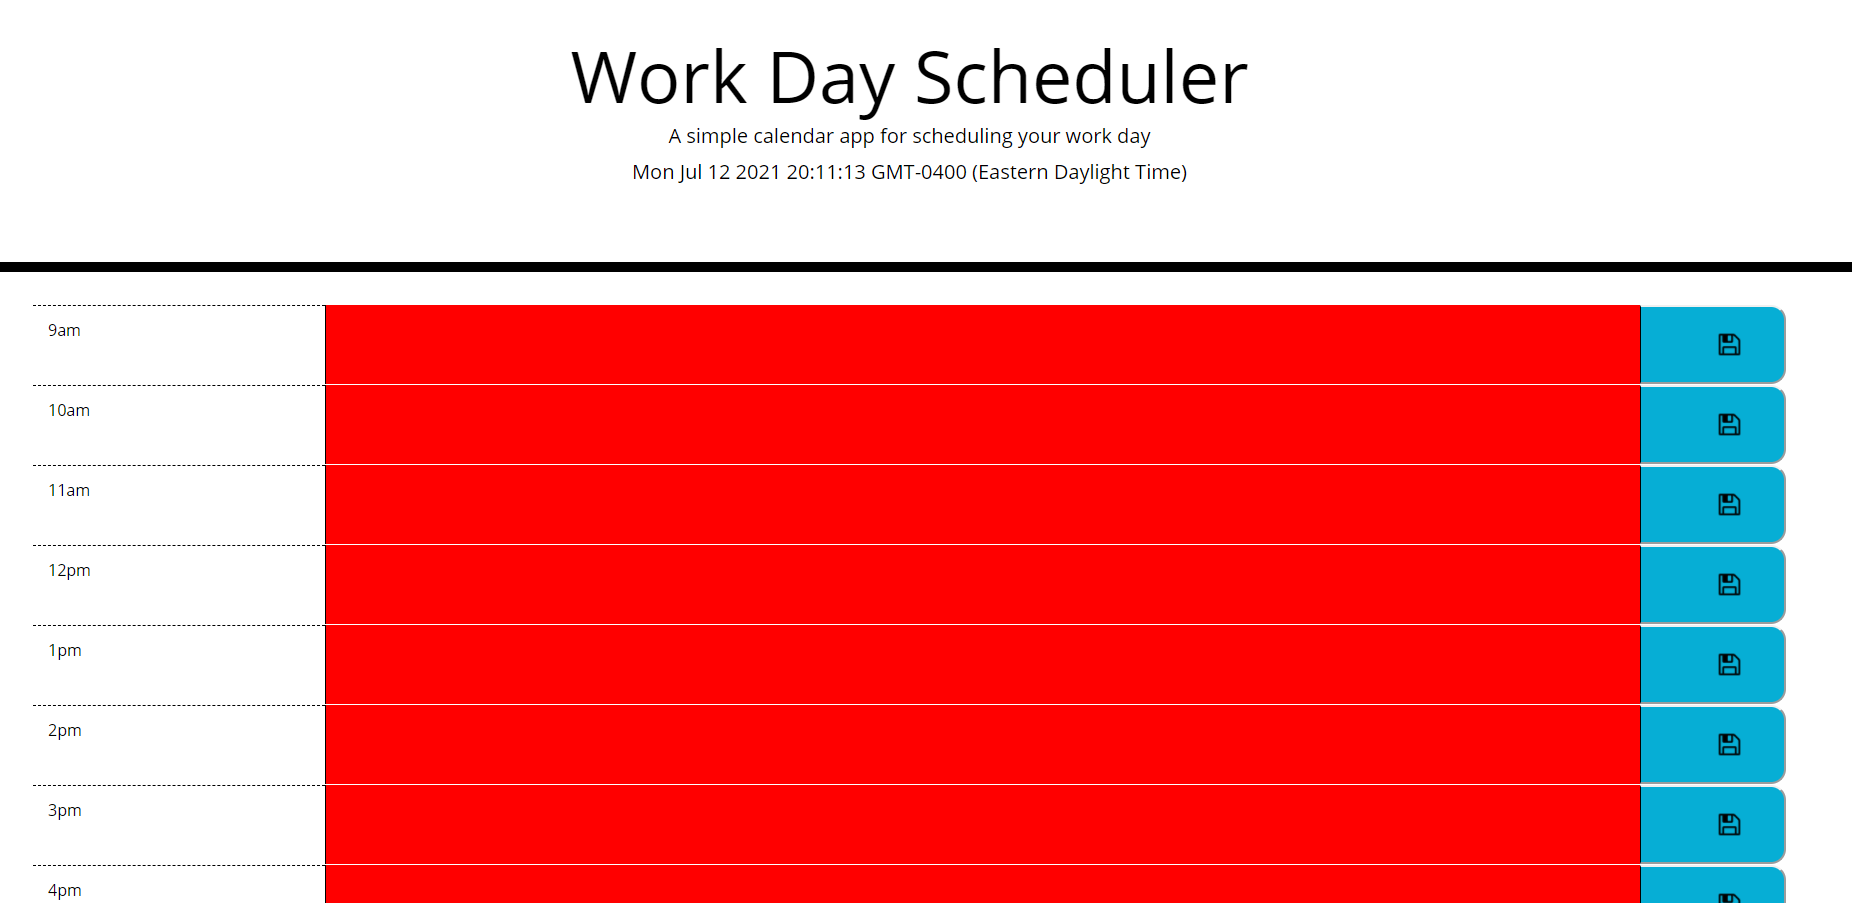 Work Day Scheduler
A simple calendar app for scheduling your work day
Mon Jul 12 2021 20:11:13 GMT-0400 (Eastern Daylight Time)
9am
10am
11am
12pm
1pm
2pm
3pm
4pm